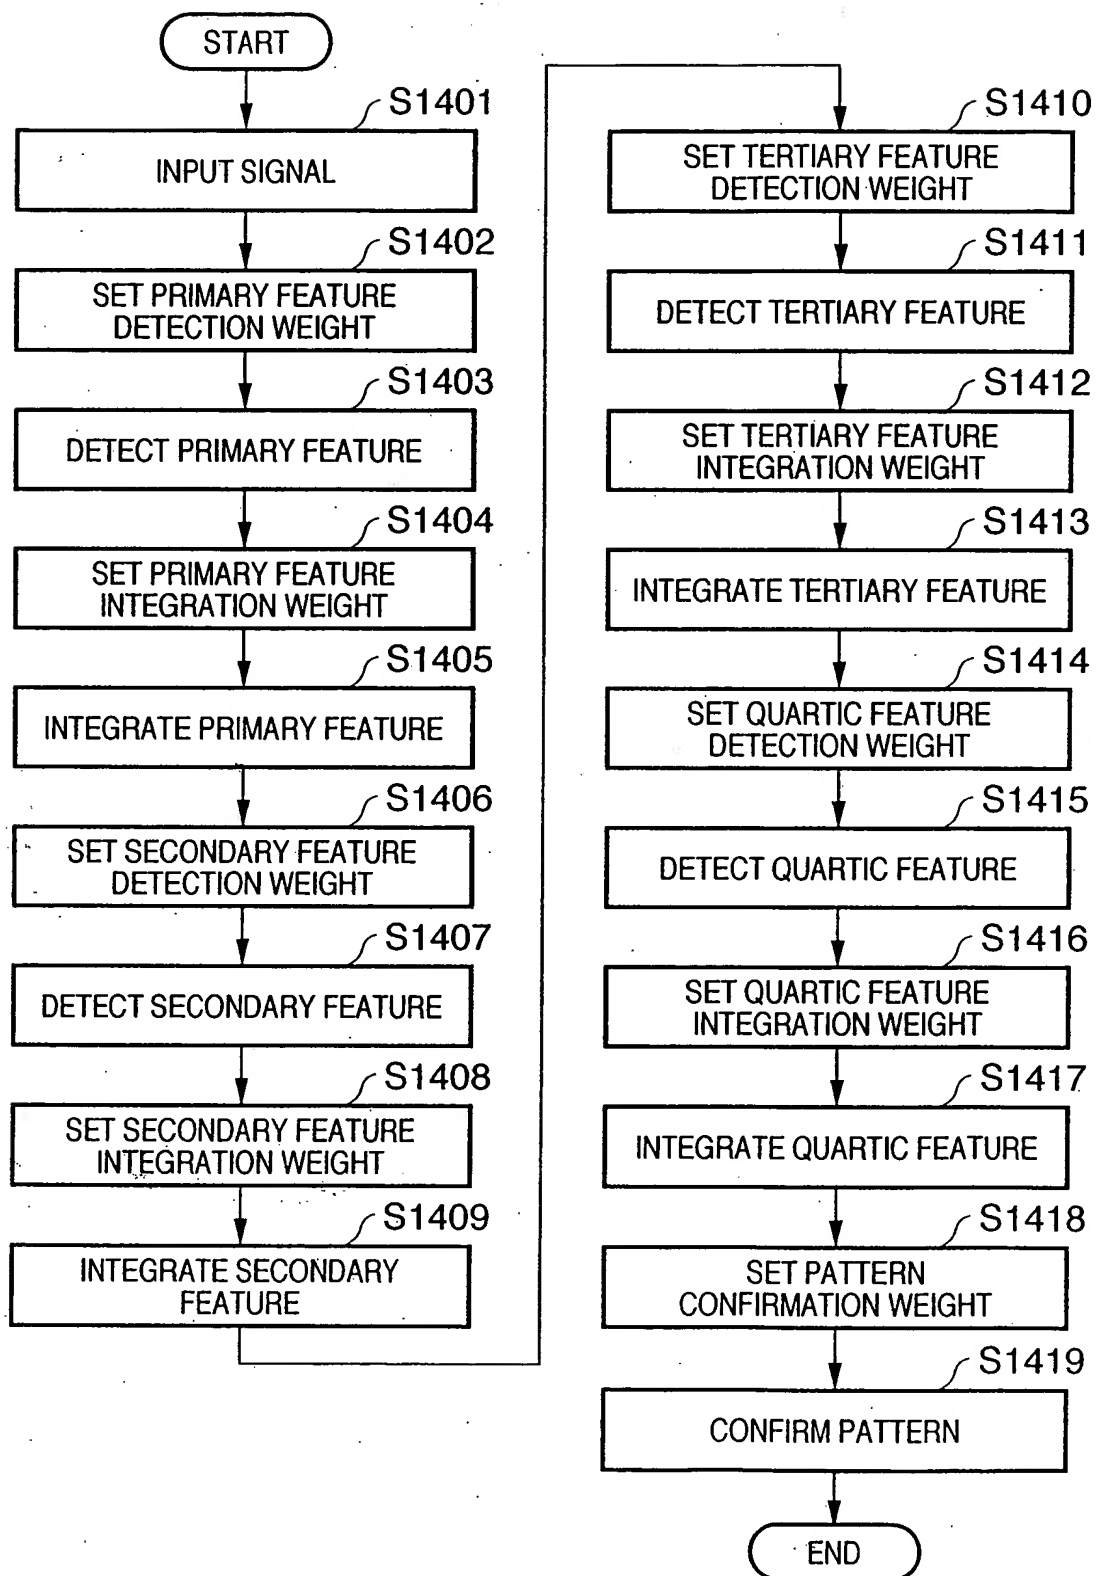 START
S1401
INPUT SIGNAL
S1402
SET PRIMARY FEATURE
DETECTION WEIGHT
S1403
DETECT PRIMARY FEATURE
S1404
SET PRIMARY FEATURE
INTEGRATION WEIGHT
S1405
INTEGRATE PRIMARY FEATURE
S1406
SET SECONDARY FEATURE
DETECTION WEIGHT
S1407
DETECT SECONDARY FEATURE
S1408
SET SECONDARY FEATURE
INTEGRATION WEIGHT
S1409
INTEGRATE SECONDARY
FEATURE
S1410
SET TERTIARY FEATURE
DETECTION WEIGHT
S1411
DETECT TERTIARY FEATURE
S1412
SET TERTIARY FEATURE
INTEGRATION WEIGHT
S1413
INTEGRATE TERTIARY FEATURE
S1414
SET QUARTIC FEATURE
DETECTION WEIGHT
S1415
DETECT QUARTIC FEATURE
S1416
SET QUARTIC FEATURE
INTEGRATION WEIGHT
S1417
INTEGRATE QUARTIC FEATURE
S1418
SET PATTERN
CONFIRMATION WEIGHT
S1419
CONFIRM PATTERN
END